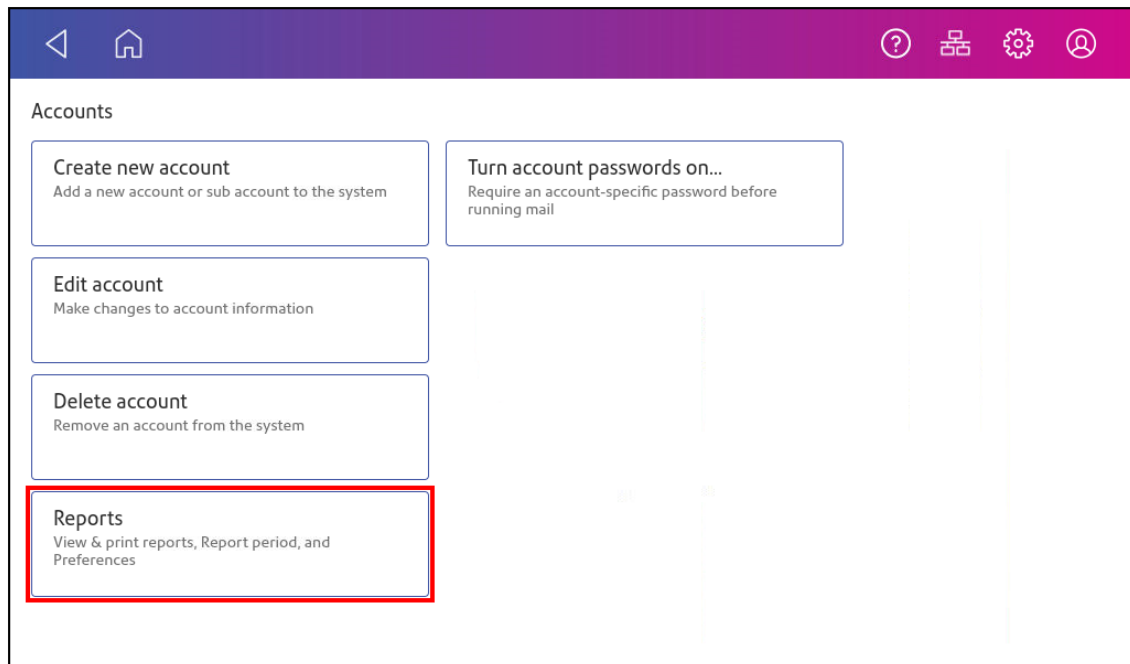 Accounts
Create new account
Add a new account or sub account to the system
Turn account passwords on...
Require an account-specific password before
running mail
Edit account
Make changes to account information
Delete account
Remove an account from the system
Reports
View & print reports, Report period, and
Preferences